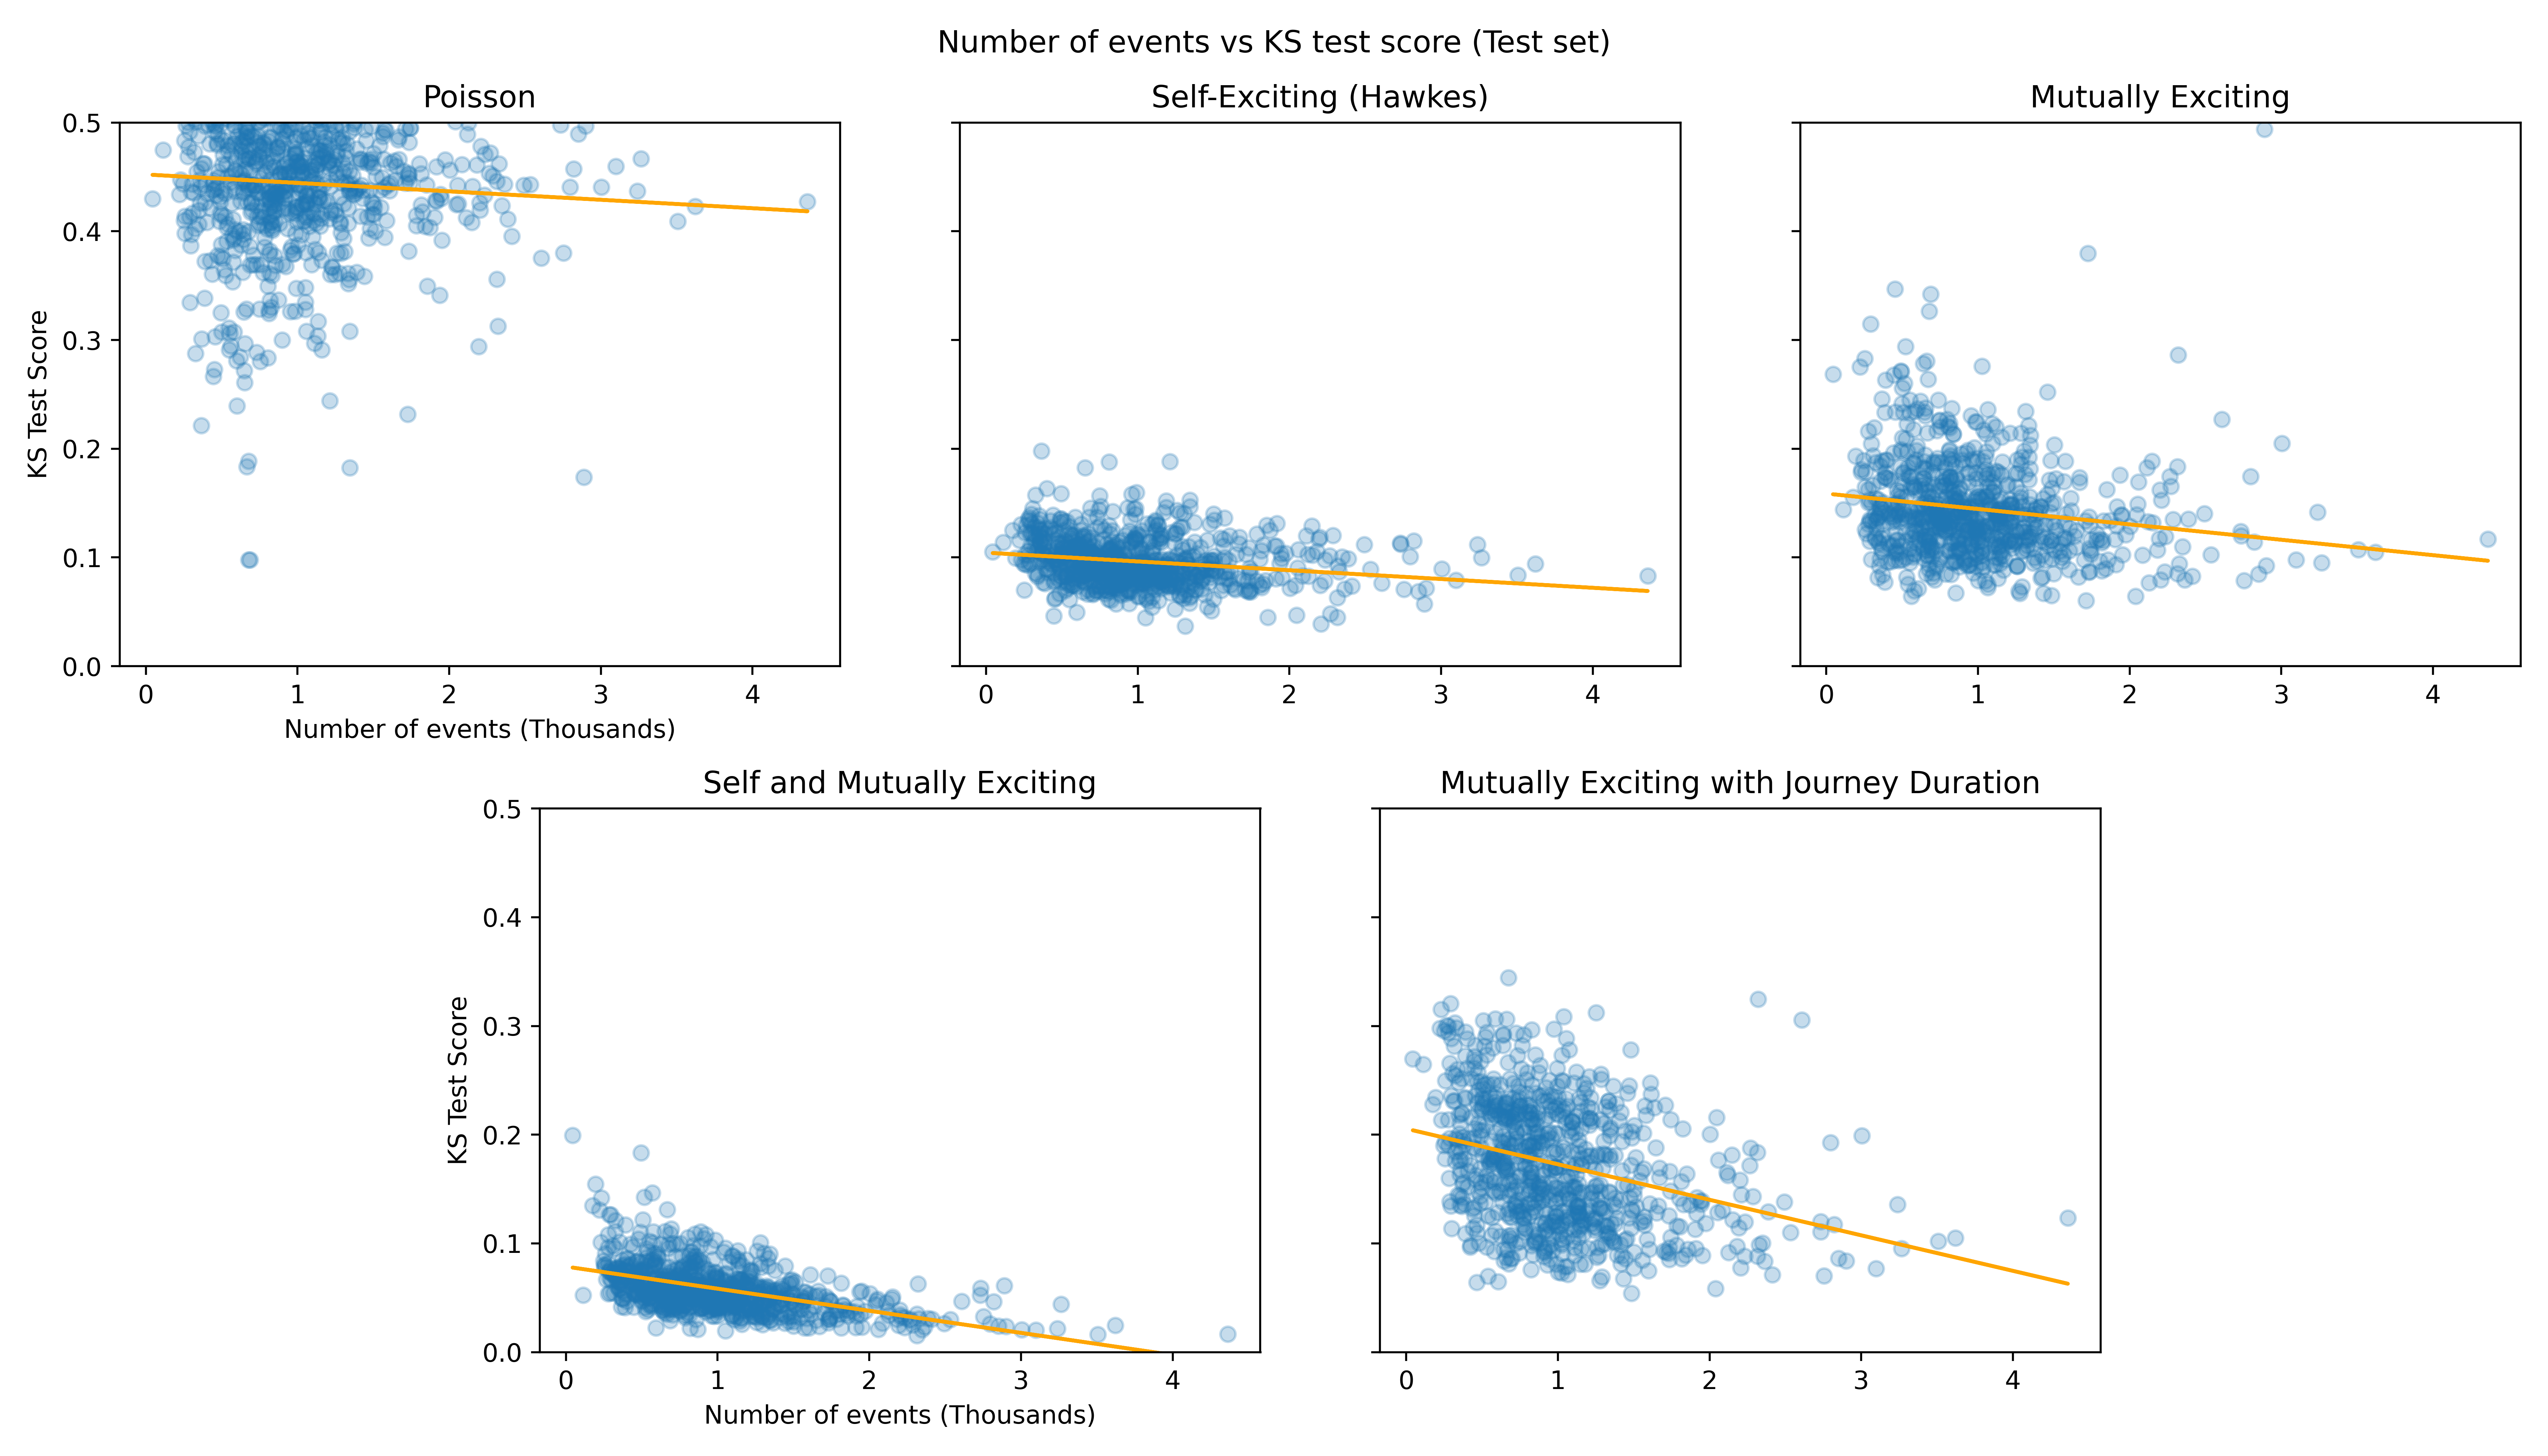 Number of events vs KS test score (Test set)
Poisson
Self-Exciting (Hawkes)
Mutually Exciting
0.5
0.4
0.3
0.2
0.1
0.0
KS Test Score
0 1 2 3 4
0 1 2 3 4
0 1 2 3 4
Number of events (Thousands)
Self and Mutually Exciting
Mutually Exciting with Journey Duration
0.5
0.4
0.3
0.2
0.1
0.0
KS Test Score
0 1 2 3 4
0 1 2 3 4
Number of events (Thousands)